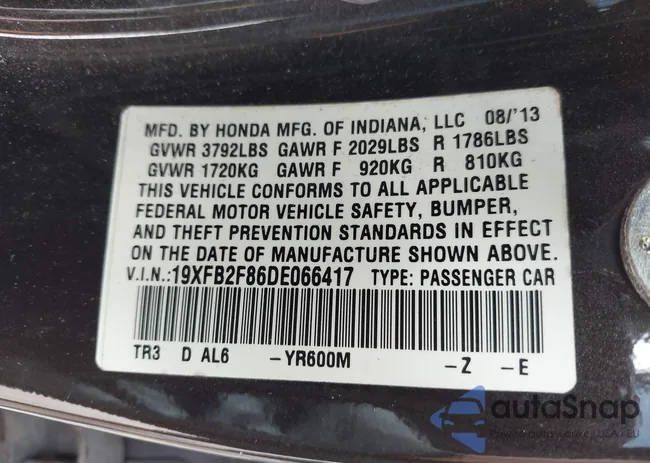 MFD. BY HONDA MFG. OF INDIANA, LLC 08/'13
GVWR 3792LBS GAWR F 2029LBS R 1786LBS
GVWR 1720KG GAWR F 920KG R 810KG
THIS VEHICLE CONFORMS TO ALL APPLICABLE
FEDERAL MOTOR VEHICLE SAFETY, BUMPER,
AND THEFT PREVENTION STANDARDS IN EFFECT
ON THE DATE OF MANUFACTURE SHOWN ABOVE.
V.I.N.:19XFB2F86DE066417 TYPE: PASSENGER CAR
TR3 D AL6 -YR600M -Z -E
autoSnap
USA / EU